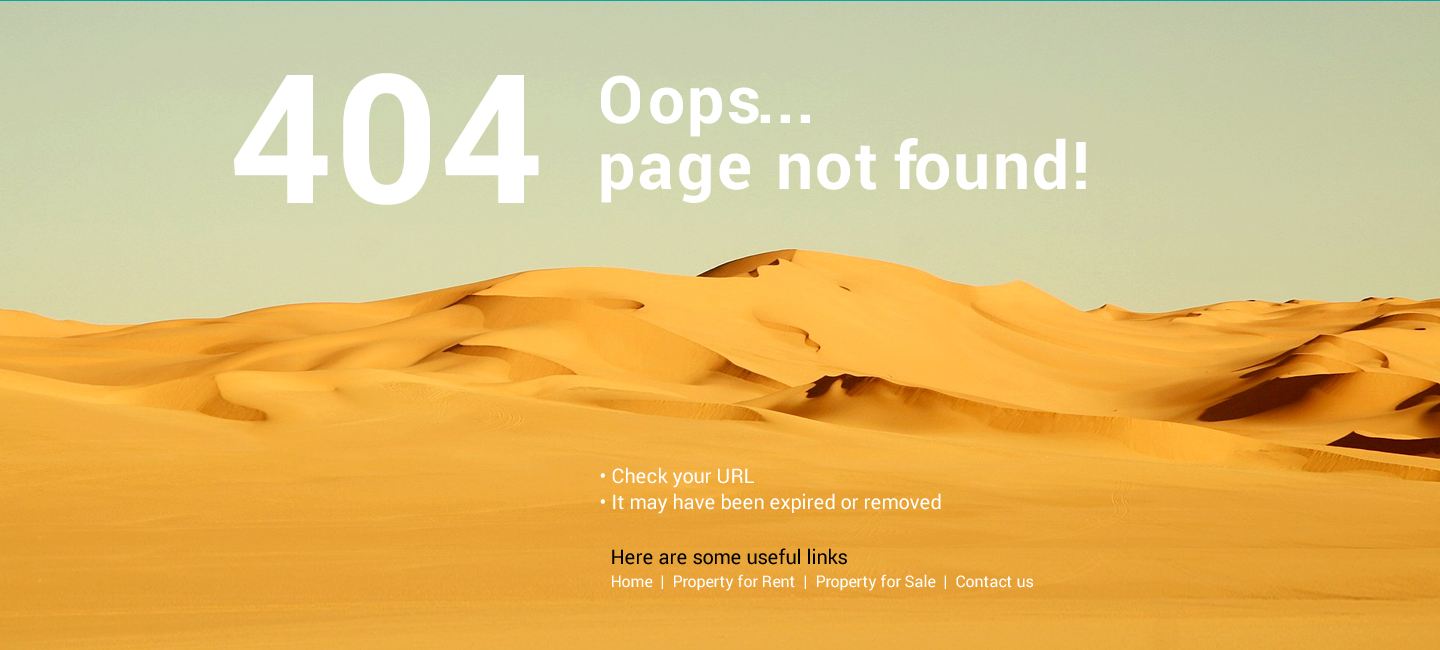 404
Oops...
page not found!
• Check your URL
• It may have been expired or removed
Here are some useful links
Home | Property for Rent | Property for Sale | Contact us